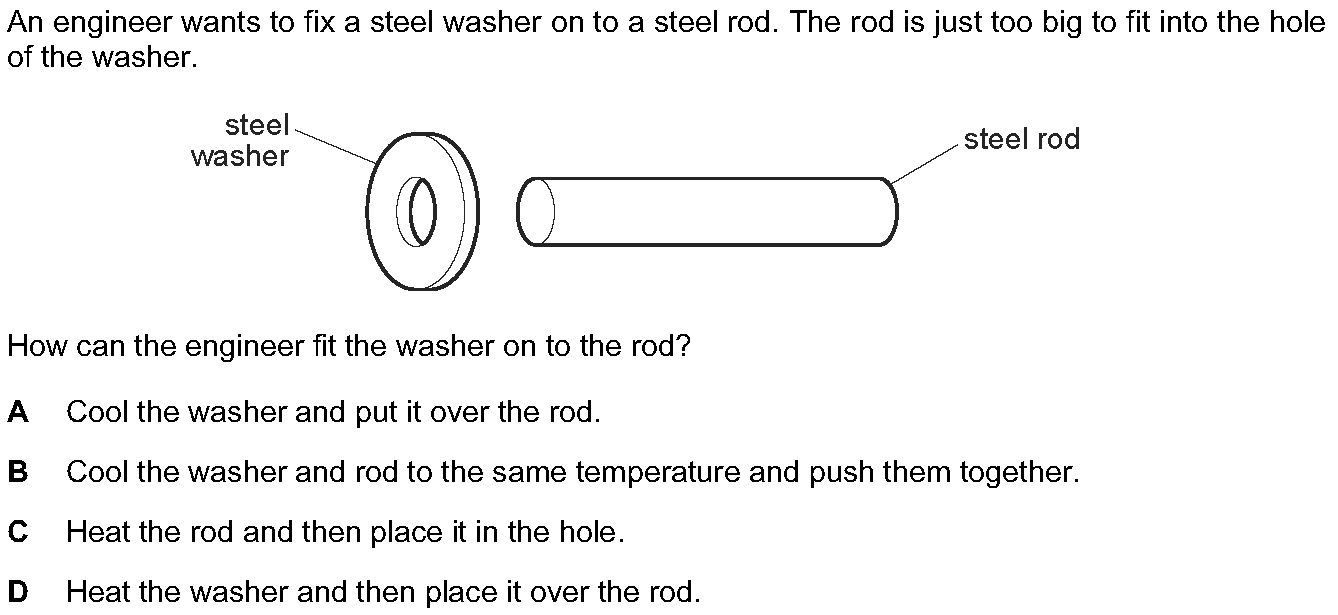 An engineer wants to fix a steel washer on to a steel rod. The rod is just too big to fit into the hole
of the washer.
steel
washer
steel rod
How can the engineer fit the washer on to the rod?
A Cool the washer and put it over the rod.
B Cool the washer and rod to the same temperature and push them together.
C Heat the rod and then place it in the hole.
D Heat the washer and then place it over the rod.